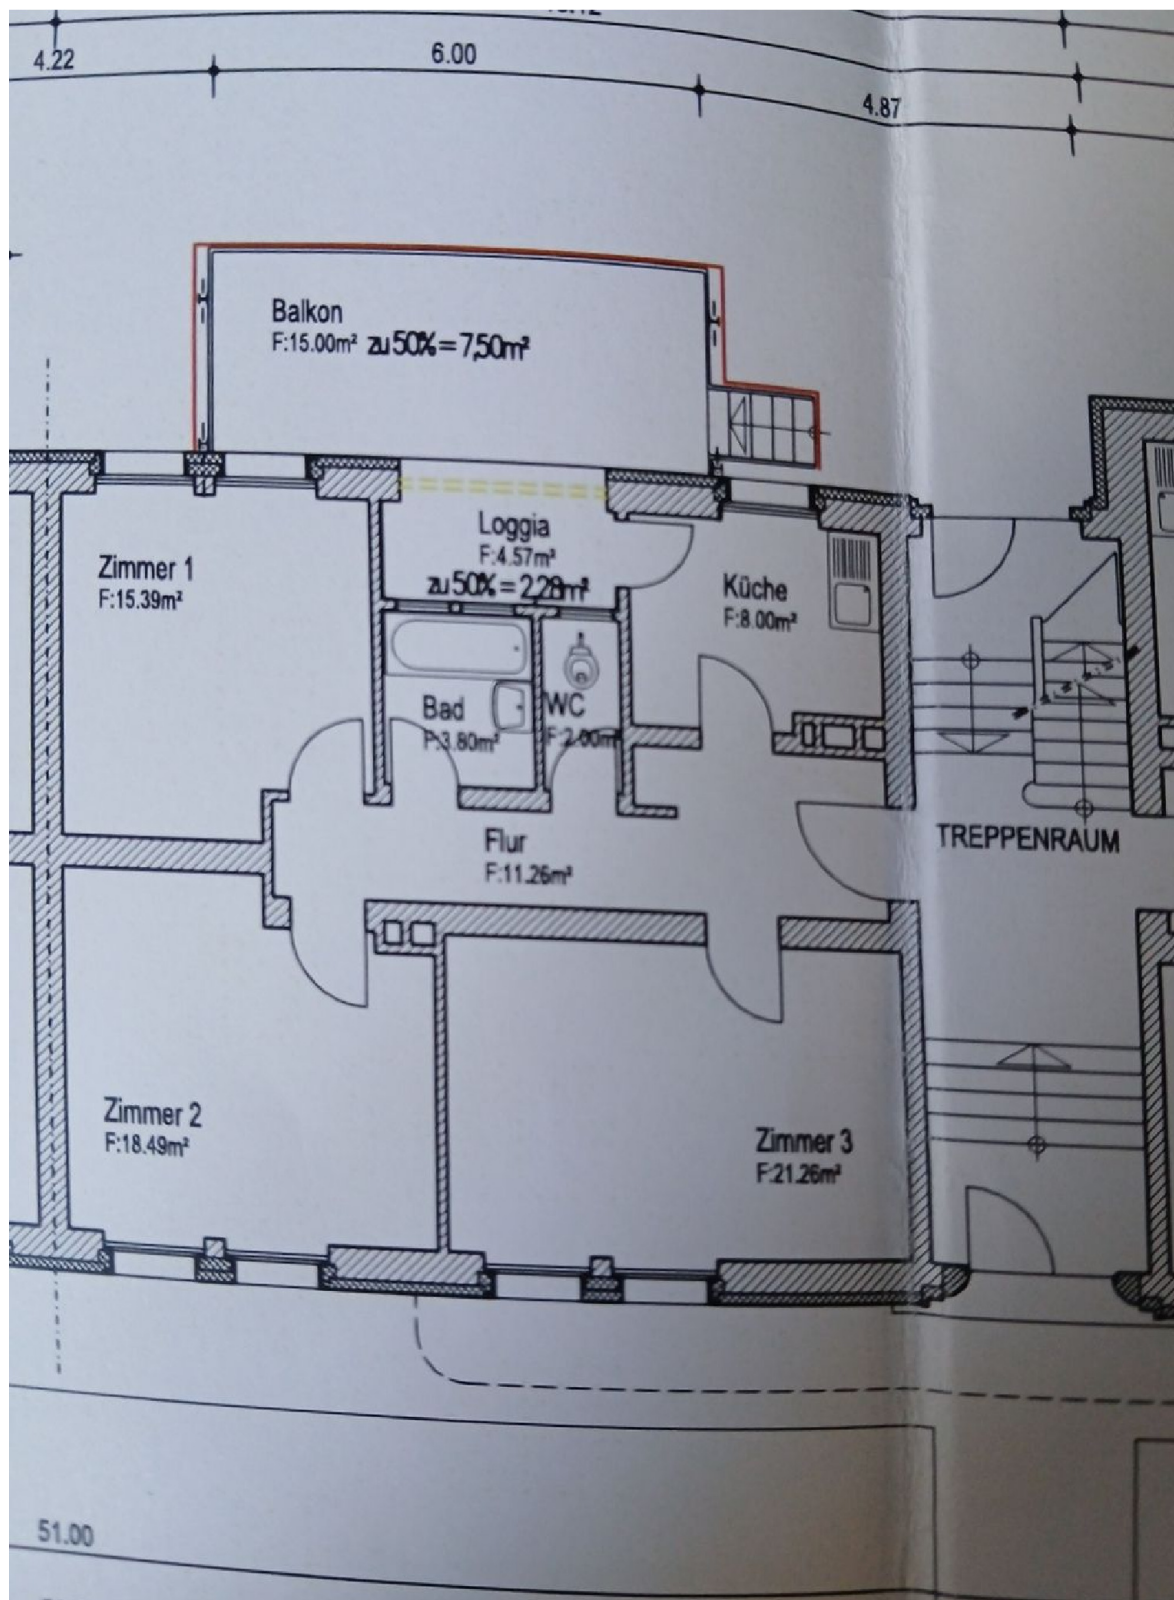 4.22
6.00
4.87
Balkon
F:15.00m² zu 50% = 7,50m²
Loggia
F:4.57m²
zu 50% = 2,28m²
Zimmer 1
F:15.39m²
Küche
F:8.00m²
Bad
F:3.80m²
WC
F:2.00m²
Flur
F:11.26m²
TREPPENRAUM
Zimmer 2
F:18.49m²
Zimmer 3
F:21.26m²
51.00